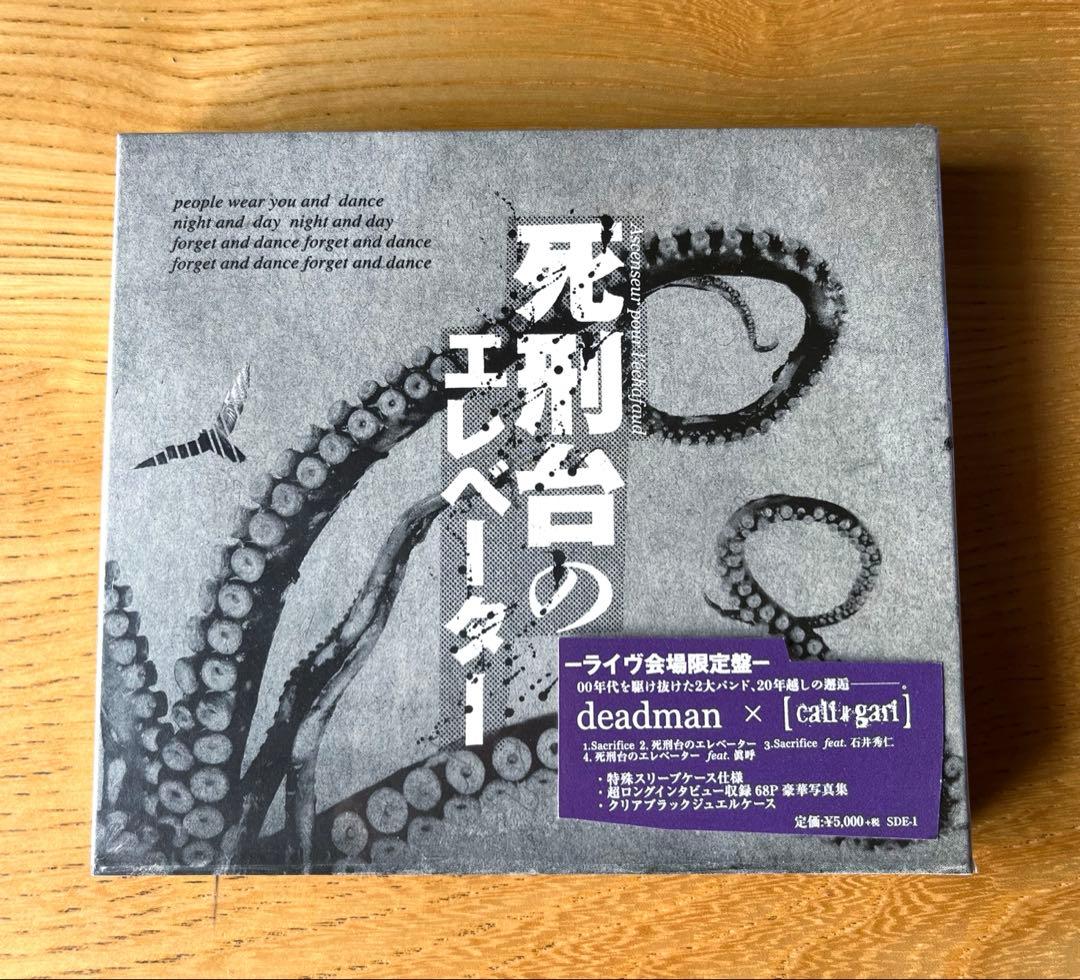 people wear you and dance
night and day night and day
forget and dance forget and dance
forget and dance forget and dance
死刑台の
エレベーター
Ascenseur pour l'echafaud
ーライヴ会場限定盤ー
00年代を駆け抜けた2大バンド、20年越しの邂逅―――。
deadman × [cali≠gari]
1.Sacrifice 2.死刑台のエレベーター 3.Sacrifice feat. 石井秀仁
4.死刑台のエレベーター feat. 眞呼
・特殊スリーブケース仕様
・超ロングインタビュー収録 68P 豪華写真集
・クリアブラックジュエルケース
定価:¥5,000+税 SDE-1